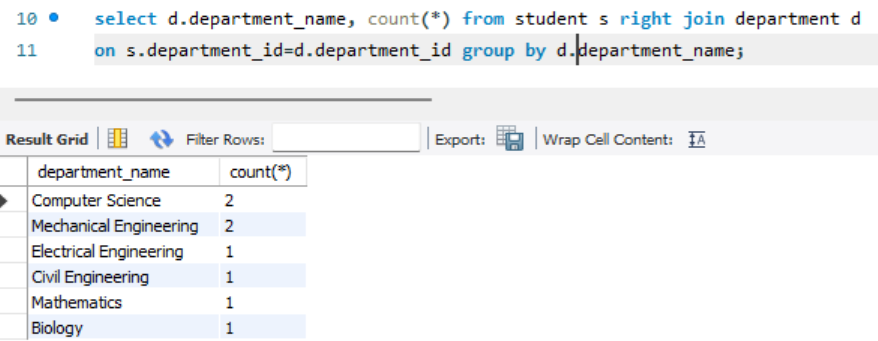 10 select d.department_name, count(*) from student s right join department d
11 on s.department_id=d.department_id group by d.department_name;
Result Grid Filter Rows: Export: Wrap Cell Content: IA
department_name count(*)
Computer Science 2
Mechanical Engineering 2
Electrical Engineering 1
Civil Engineering 1
Mathematics 1
Biology 1